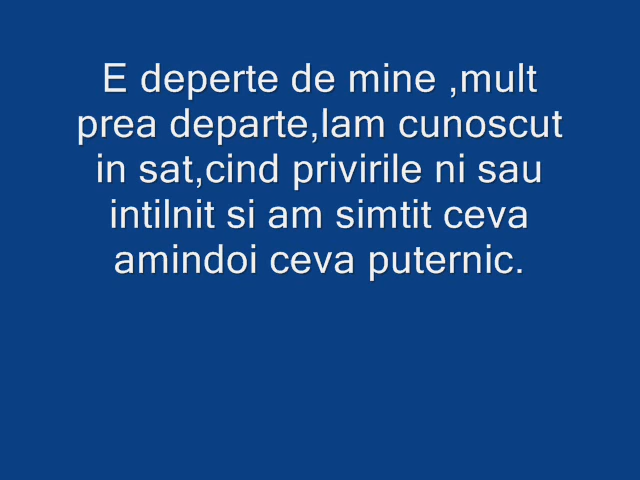 E deperte de mine ,mult
prea departe,lam cunoscut
in sat,cind privirile ni sau
intilnit si am simtit ceva
amindoi ceva puternic.